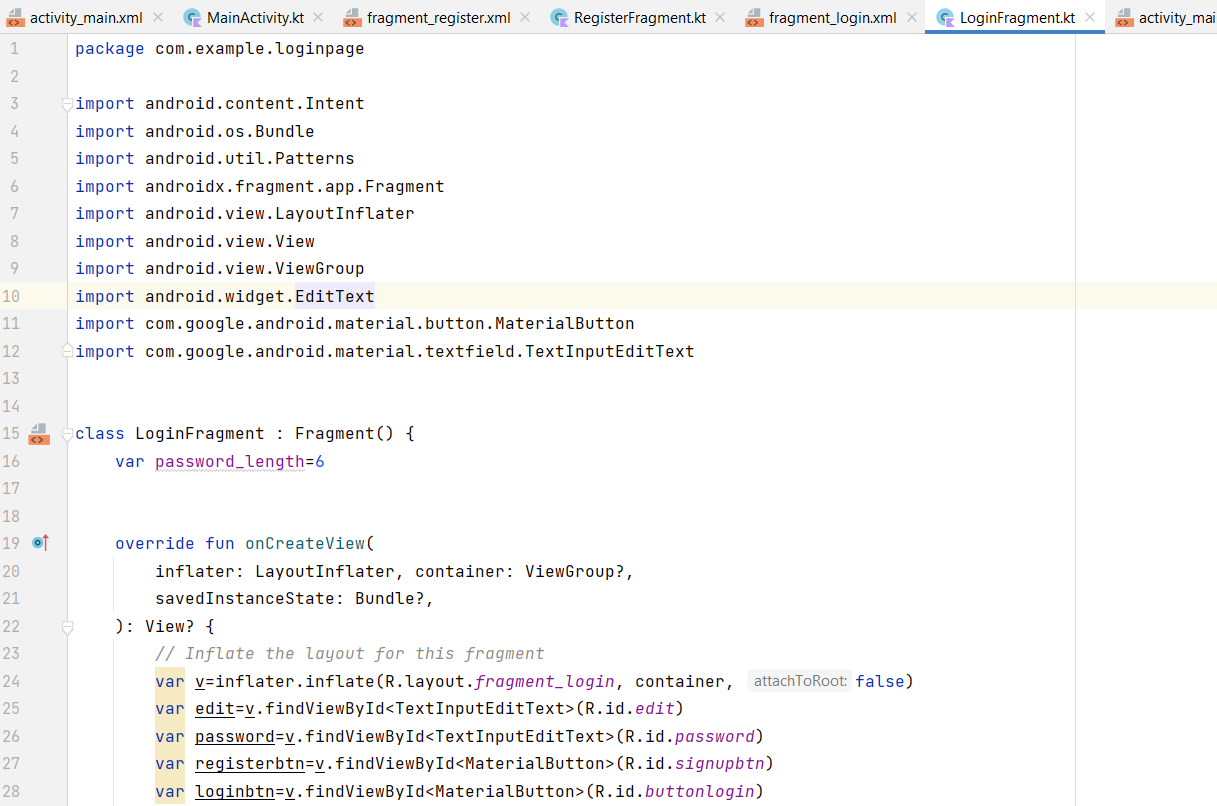 activity_main.xml MainActivity.kt fragment_register.xml RegisterFragment.kt fragment_login.xml LoginFragment.kt activity_mai
1 package com.example.loginpage
2
3 import android.content.Intent
4 import android.os.Bundle
5 import android.util.Patterns
6 import androidx.fragment.app.Fragment
7 import android.view.LayoutInflater
8 import android.view.View
9 import android.view.ViewGroup
10 import android.widget.EditText
11 import com.google.android.material.button.MaterialButton
12 import com.google.android.material.textfield.TextInputEditText
13
14
15 class LoginFragment : Fragment() {
16 var password_length=6
17
18
19 override fun onCreateView(
20 inflater: LayoutInflater, container: ViewGroup?,
21 savedInstanceState: Bundle?,
22 ): View? {
23 // Inflate the layout for this fragment
24 var v=inflater.inflate(R.layout.fragment_login, container, attachToRoot: false)
25 var edit=v.findViewById<TextInputEditText>(R.id.edit)
26 var password=v.findViewById<TextInputEditText>(R.id.password)
27 var registerbtn=v.findViewById<MaterialButton>(R.id.signupbtn)
28 var loginbtn=v.findViewById<MaterialButton>(R.id.buttonlogin)